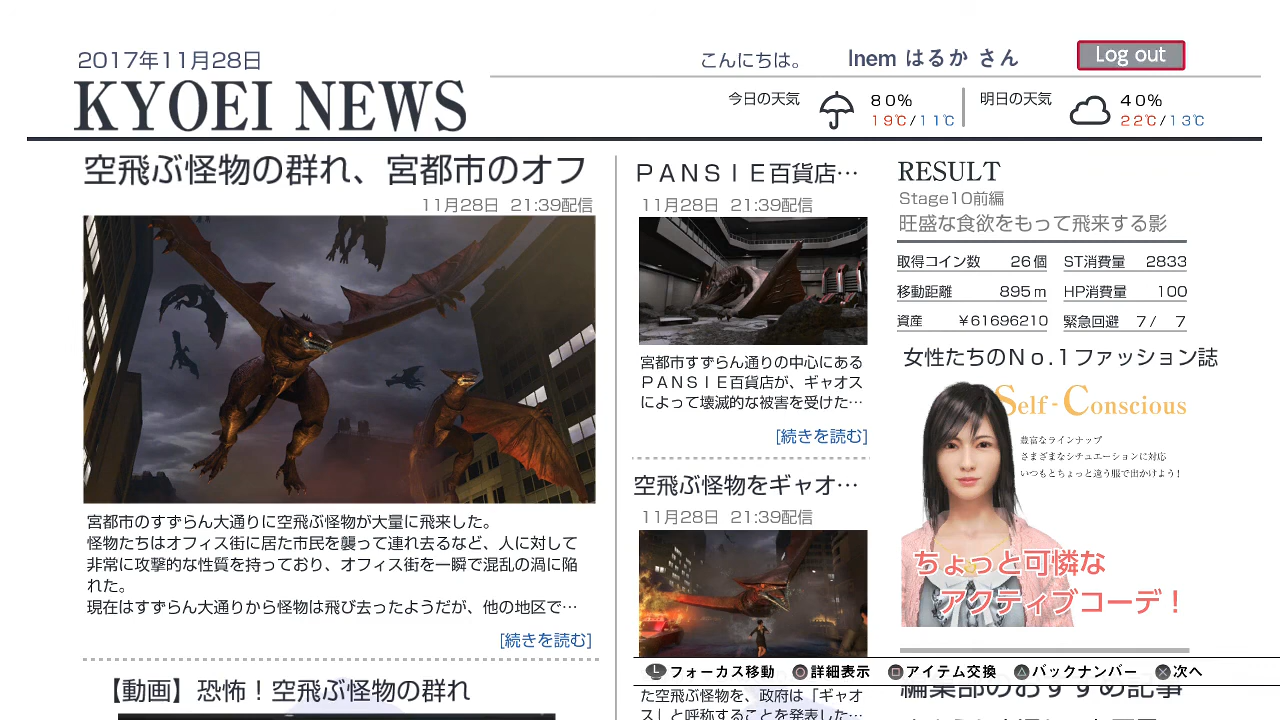 2017年11月28日
こんにちは。 Inem はるか さん
Log out
KYOEI NEWS
今日の天気 80% 19℃/11℃
明日の天気 40% 22℃/13℃
空飛ぶ怪物の群れ、宮都市のオフ
11月28日 21:39配信
宮都市のすずらん大通りに空飛ぶ怪物が大量に飛来した。
怪物たちはオフィス街に居た市民を襲って連れ去るなど、人に対して
非常に攻撃的な性質を持っており、オフィス街を一瞬で混乱の渦に陥
れた。
現在はすずらん大通りから怪物は飛び去ったようだが、他の地区で…
[続きを読む]
【動画】恐怖！空飛ぶ怪物の群れ
ＰＡＮＳＩＥ百貨店…
11月28日 21:39配信
宮都市すずらん通りの中心にある
ＰＡＮＳＩＥ百貨店が、ギャオス
によって壊滅的な被害を受けた…
[続きを読む]
空飛ぶ怪物をギャオ…
11月28日 21:39配信
た空飛ぶ怪物を、政府は「ギャオ
ス」と呼称することを発表した…
RESULT
Stage10前編
旺盛な食欲をもって飛来する影
取得コイン数 26個 ST消費量 2833
移動距離 895m HP消費量 100
資産 ￥61696210 緊急回避 7/ 7
女性たちのＮｏ.１ファッション誌
Self-Conscious
豊富なラインナップ
さまざまなシチュエーションに対応
いつもとちょっと違う服で出かけよう！
ちょっと可憐な
アクティブコーデ！
L フォーカス移動 ○詳細表示 □アイテム交換 △バックナンバー ×次へ
編集部のおすすめ記事